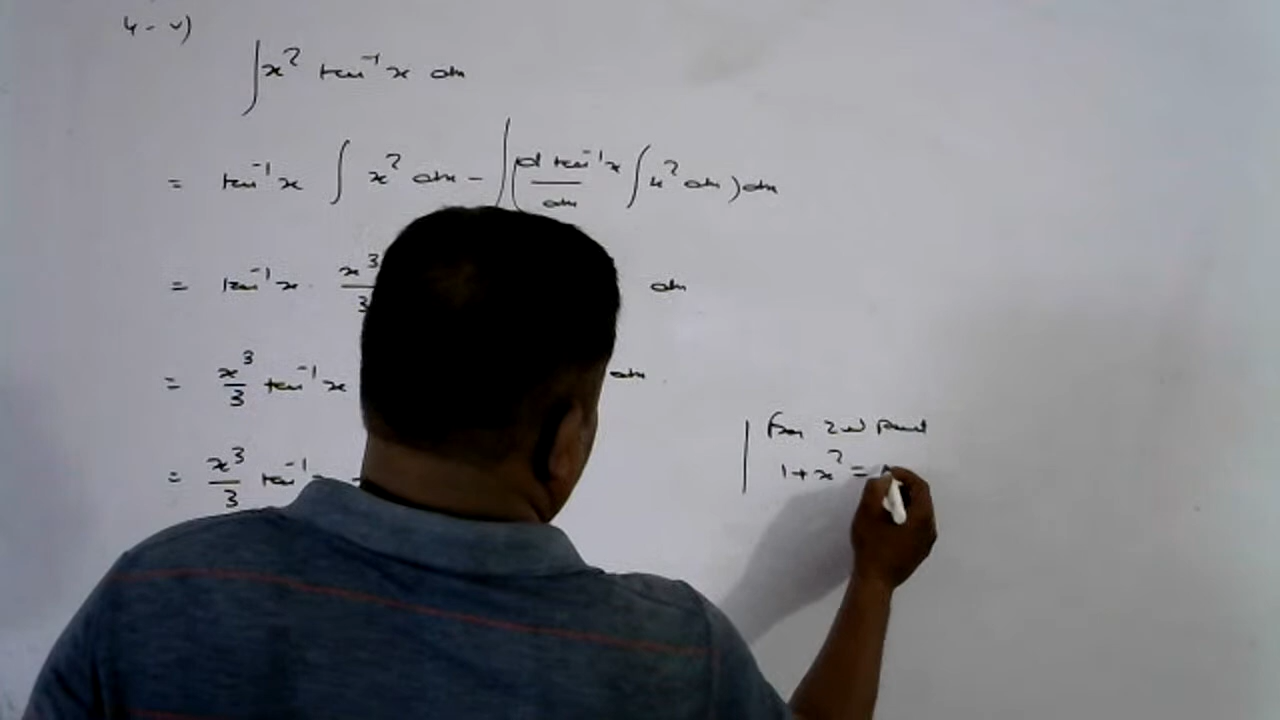 4 - v)
∫x² tan⁻¹x dx
= tan⁻¹x ∫ x² dx - ∫(d tan⁻¹x/dx ∫x² dx) dx
= tan⁻¹x . x³/3 dx
= x³/3 tan⁻¹x dx
= x³/3 tan⁻¹
For 2nd part
1+x² =